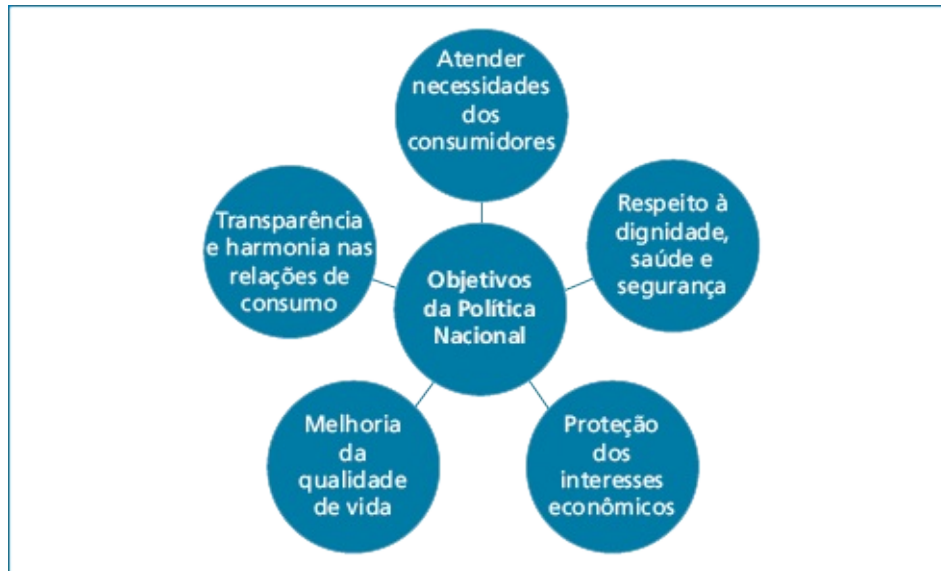 Atender
necessidades
dos
consumidores
Respeito à
dignidade,
saúde e
segurança
Proteção
dos
interesses
econômicos
Melhoria
da
qualidade
de vida
Transparência
e harmonia nas
relações de
consumo
Objetivos
da Política
Nacional